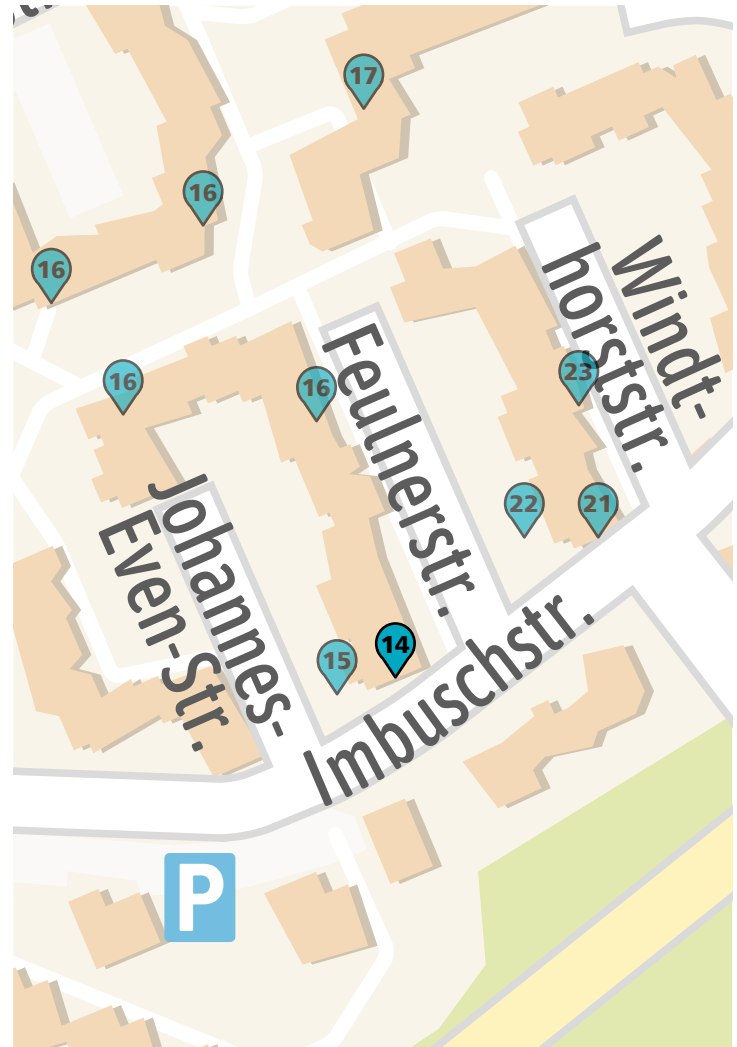 17
16
16
Windt-
horststr.
16
16
23
Feulnerstr.
22
21
Johannes-
Even-Str.
14
15
Imbuschstr.
P